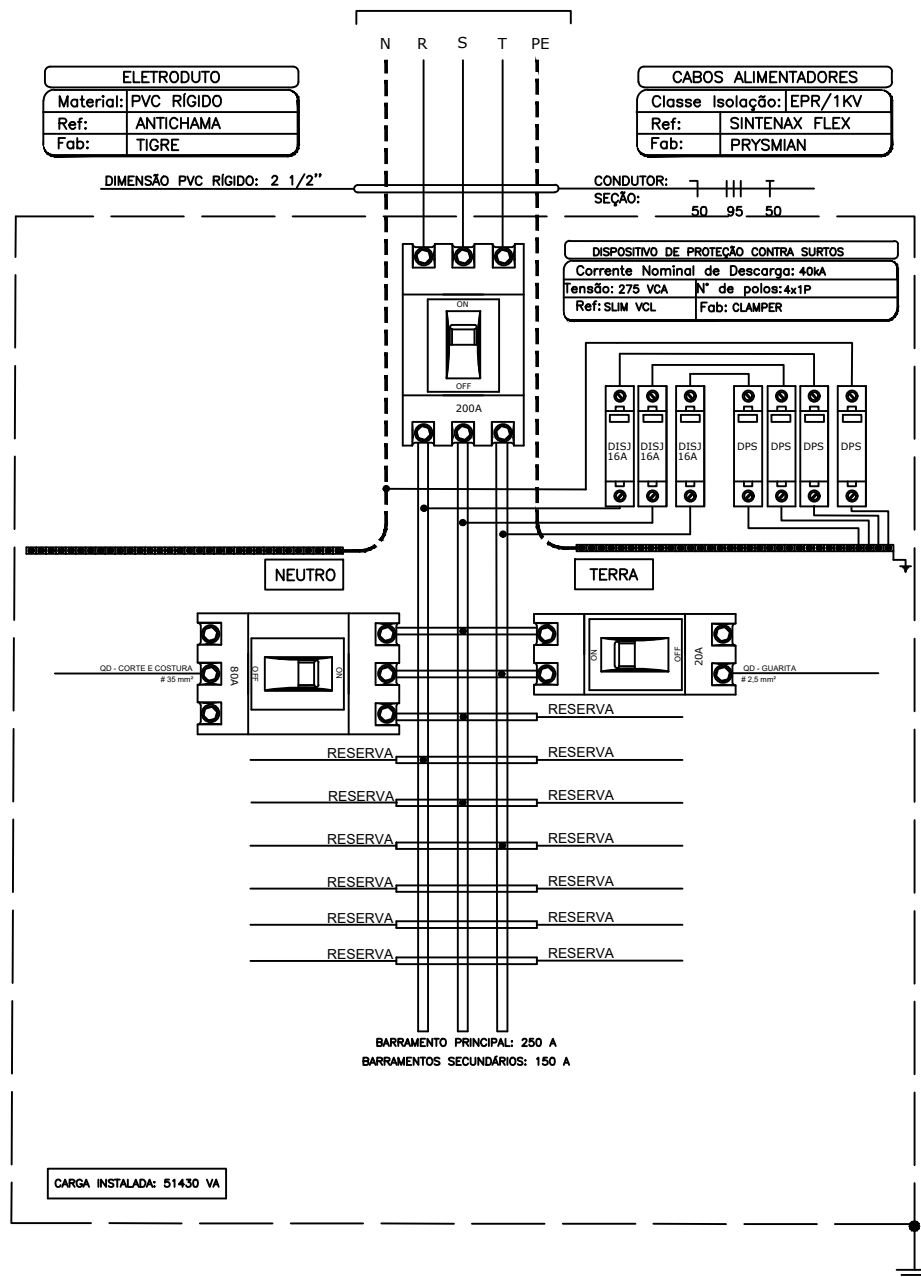 N R S T PE
ELETRODUTO
Material: PVC RÍGIDO
Ref: ANTICHAMA
Fab: TIGRE
CABOS ALIMENTADORES
Classe Isolação: EPR/1KV
Ref: SINTENAX FLEX
Fab: PRYSMIAN
DIMENSÃO PVC RÍGIDO: 2 1/2''
CONDUTOR:
SEÇÃO:
50 95 50
DISPOSITIVO DE PROTEÇÃO CONTRA SURTOS
Corrente Nominal de Descarga: 40kA
Tensão: 275 VCA N° de polos: 4x1P
Ref: SLIM VCL Fab: CLAMPER
ON
OFF
200A
DISJ 16A
DISJ 16A
DISJ 16A
DPS
DPS
DPS
DPS
NEUTRO
TERRA
QD - CORTE E COSTURA
# 35 mm²
80A
OFF
ON
ON
OFF
20A
QD - GUARITA
# 2,5 mm²
RESERVA
RESERVA RESERVA
RESERVA RESERVA
RESERVA RESERVA
RESERVA RESERVA
RESERVA RESERVA
RESERVA RESERVA
BARRAMENTO PRINCIPAL: 250 A
BARRAMENTOS SECUNDÁRIOS: 150 A
CARGA INSTALADA: 51430 VA